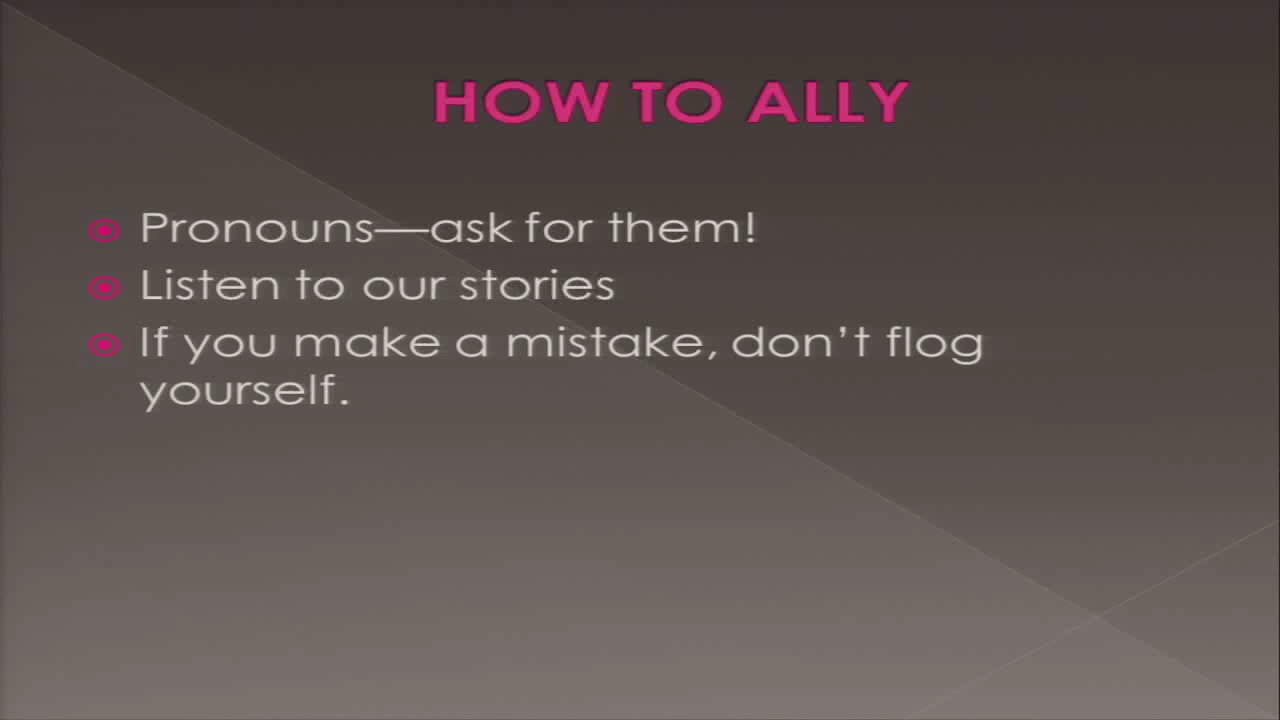 HOW TO ALLY
Pronouns—ask for them!
Listen to our stories
If you make a mistake, don’t flog
yourself.